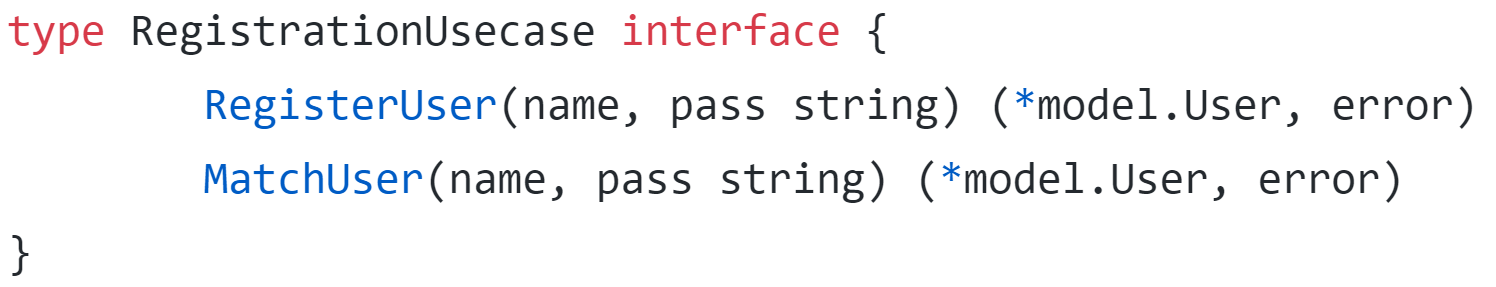 type RegistrationUsecase interface {
        RegisterUser(name, pass string) (*model.User, error)
        MatchUser(name, pass string) (*model.User, error)
}